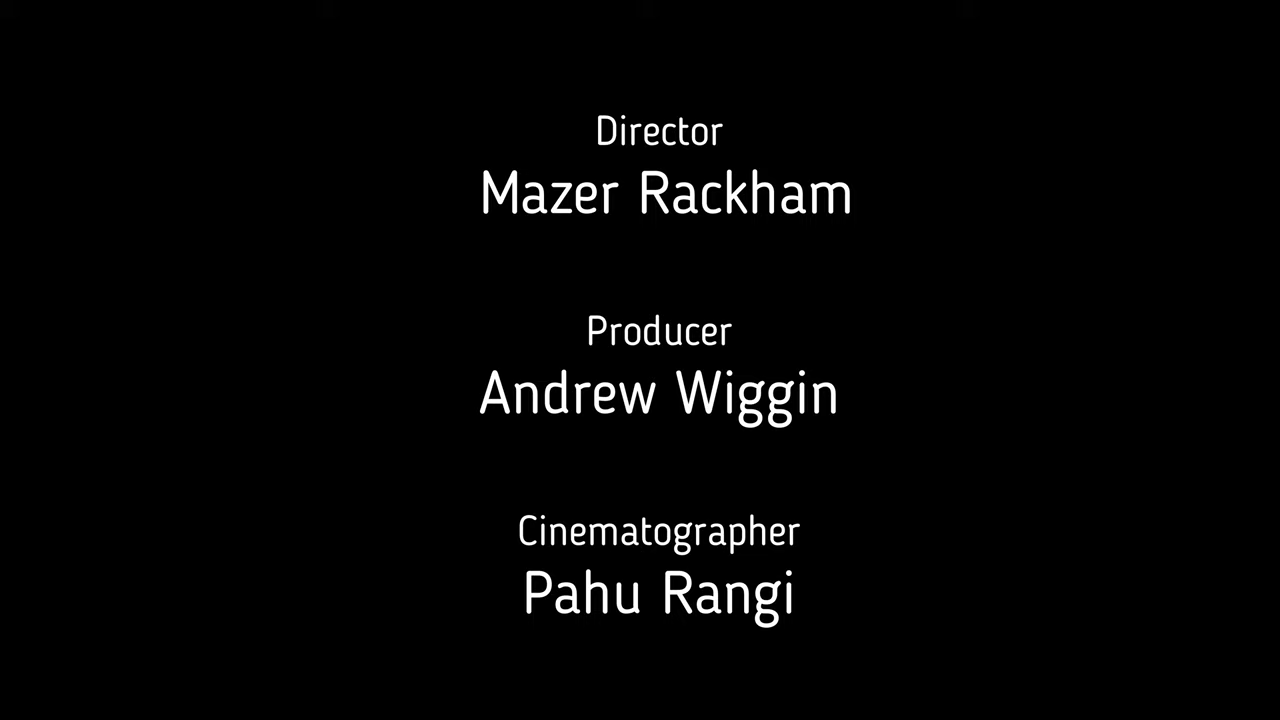 Director
Mazer Rackham
Producer
Andrew Wiggin
Cinematographer
Pahu Rangi